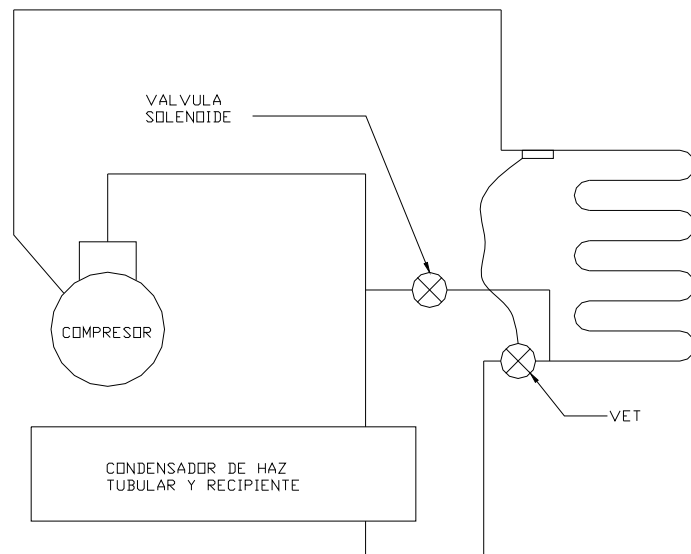 VALVULA
SOLENOIDE
COMPRESOR
VET
CONDENSADOR DE HAZ
TUBULAR Y RECIPIENTE